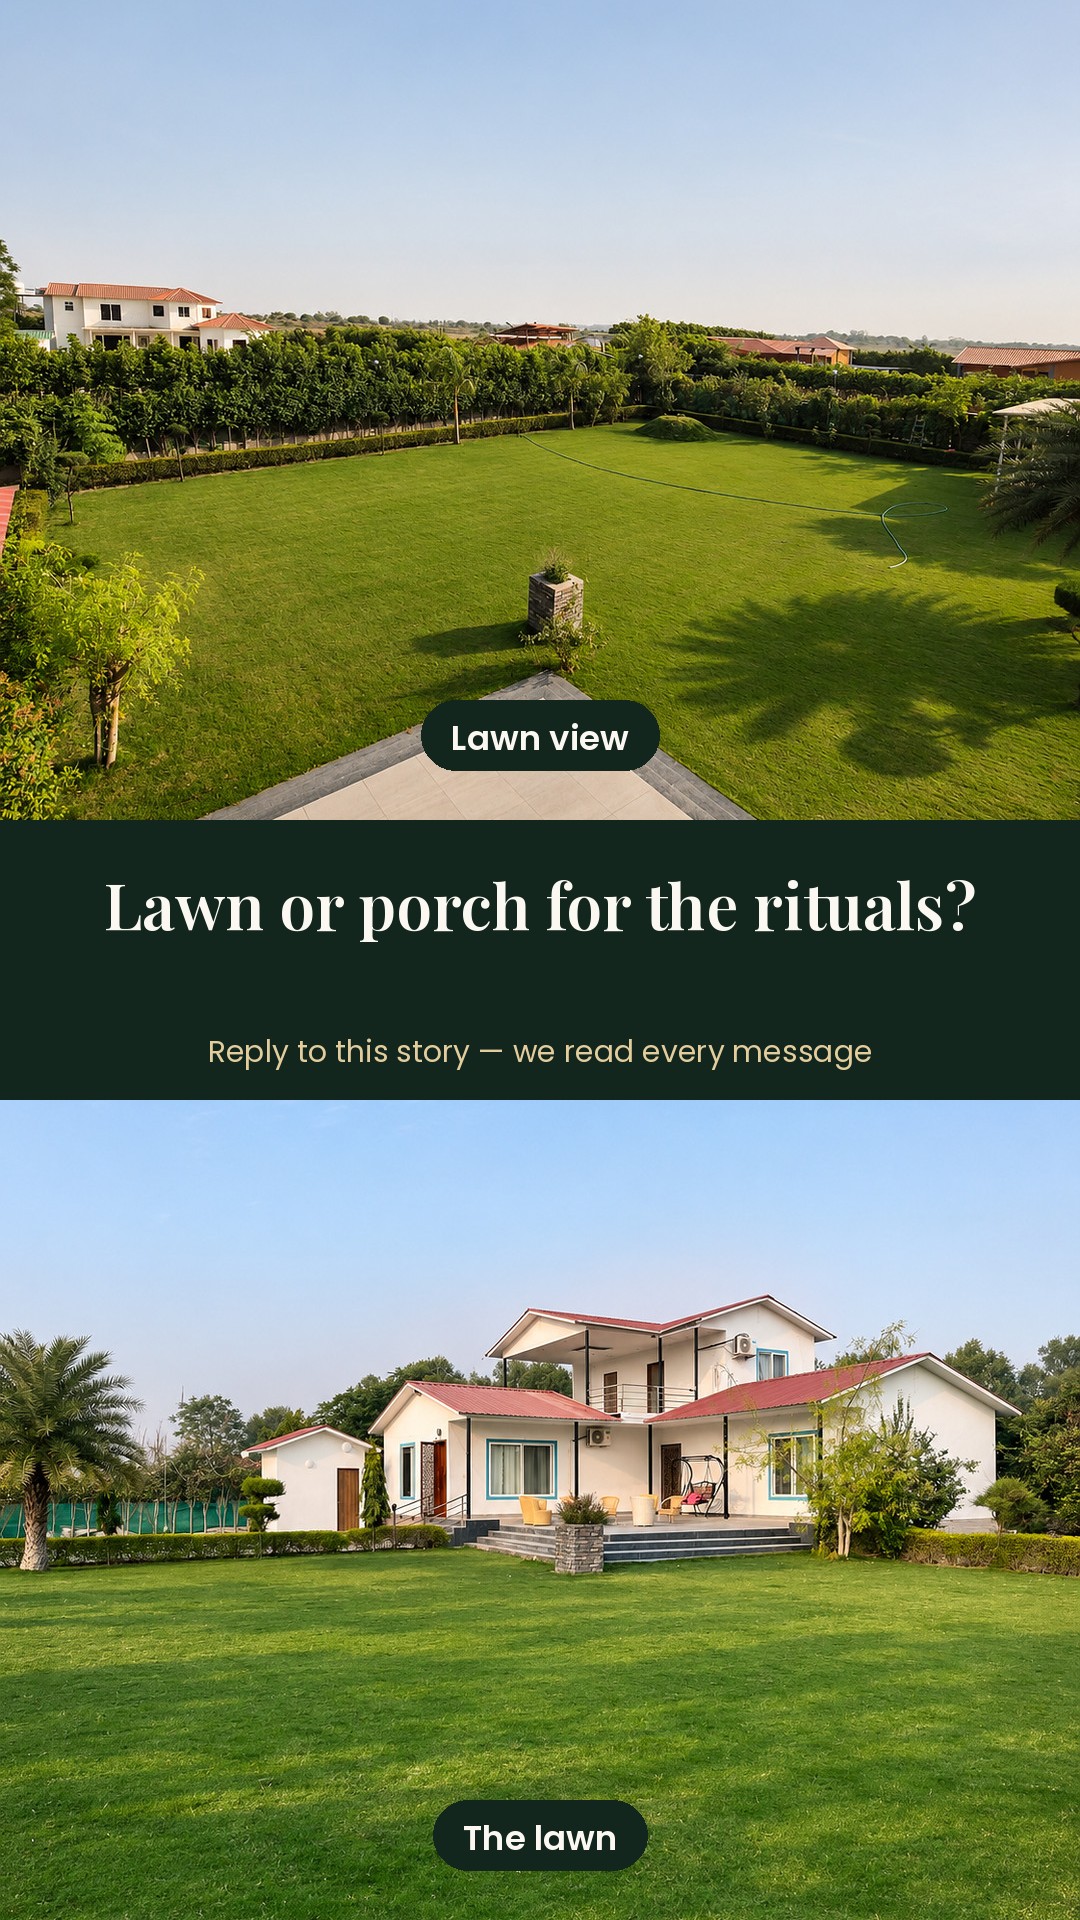 Lawn view
Lawn or porch for the rituals?
Reply to this story — we read every message
The lawn